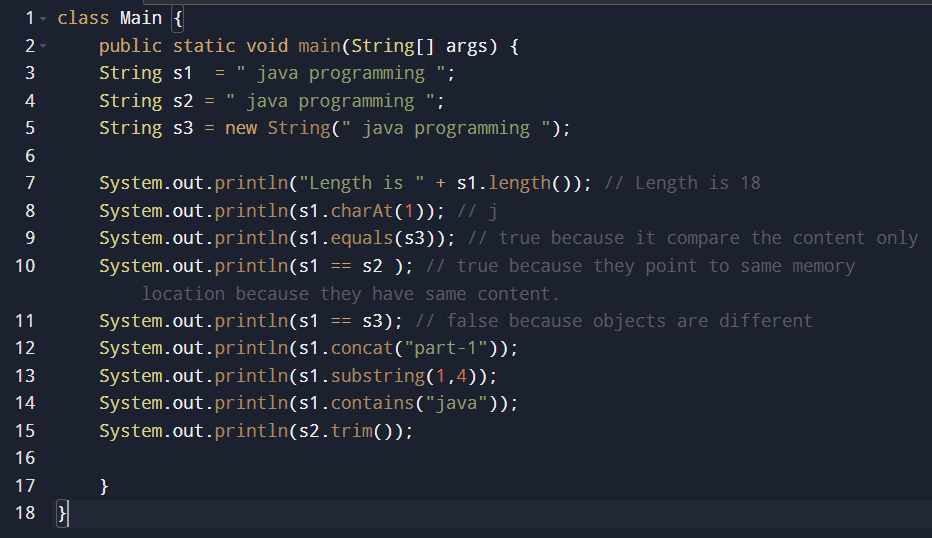 1 class Main {
2 public static void main(String[] args) {
3 String s1  = " java programming ";
4 String s2 = " java programming ";
5 String s3 = new String(" java programming ");
6
7 System.out.println("Length is " + s1.length()); // Length is 18
8 System.out.println(s1.charAt(1)); // j
9 System.out.println(s1.equals(s3)); // true because it compare the content only
10 System.out.println(s1 == s2 ); // true because they point to same memory
location because they have same content.
11 System.out.println(s1 == s3); // false because objects are different
12 System.out.println(s1.concat("part-1"));
13 System.out.println(s1.substring(1,4));
14 System.out.println(s1.contains("java"));
15 System.out.println(s2.trim());
16
17 }
18 }